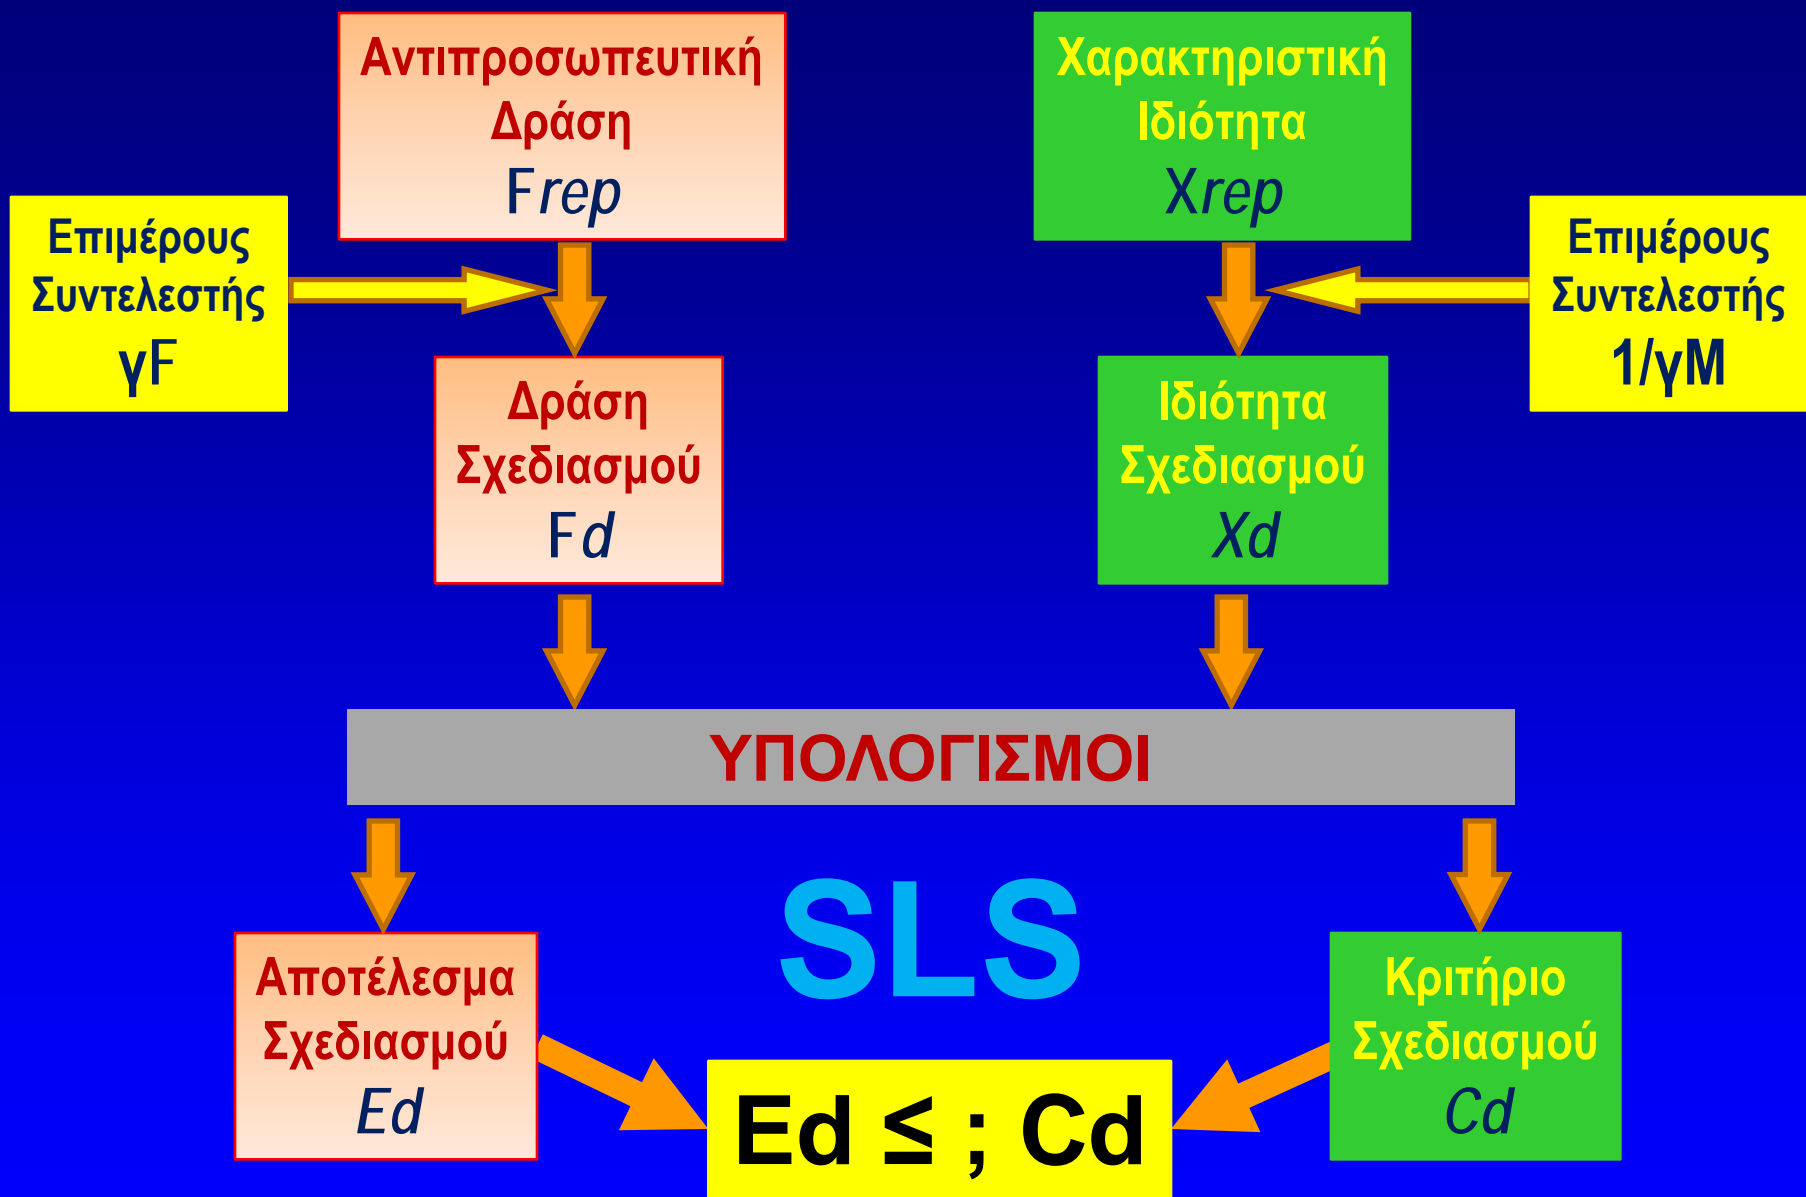 Αντιπροσωπευτική
Δράση
Frep
Χαρακτηριστική
Ιδιότητα
Xrep
Επιμέρους
Συντελεστής
γF
Επιμέρους
Συντελεστής
1/γM
Δράση
Σχεδιασμού
Fd
Ιδιότητα
Σχεδιασμού
Xd
ΥΠΟΛΟΓΙΣΜΟΙ
SLS
Αποτέλεσμα
Σχεδιασμού
Ed
Κριτήριο
Σχεδιασμού
Cd
Ed ≤ ; Cd